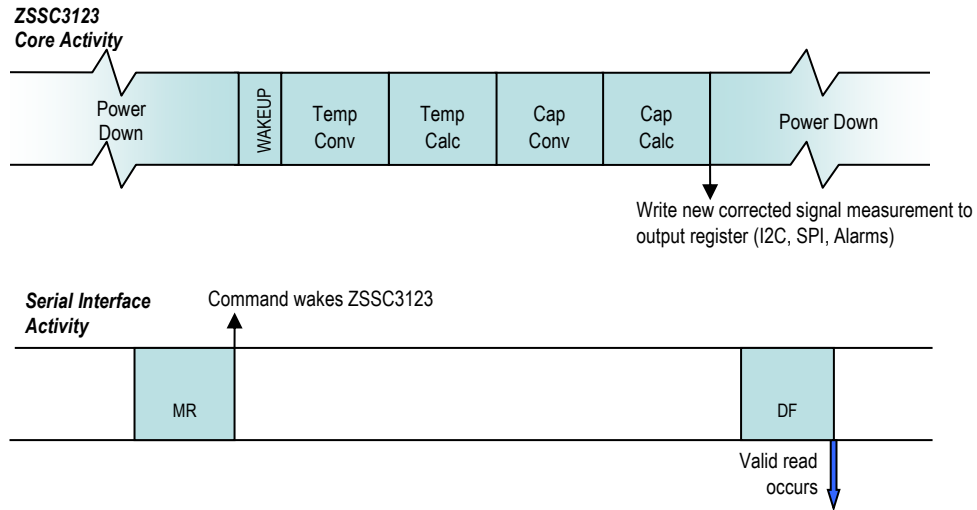 ZSSC3123
Core Activity
Power
Down
WAKEUP
Temp
Conv
Temp
Calc
Cap
Conv
Cap
Calc
Power Down
Write new corrected signal measurement to
output register (I2C, SPI, Alarms)
Serial Interface
Activity
Command wakes ZSSC3123
MR
DF
Valid read
occurs